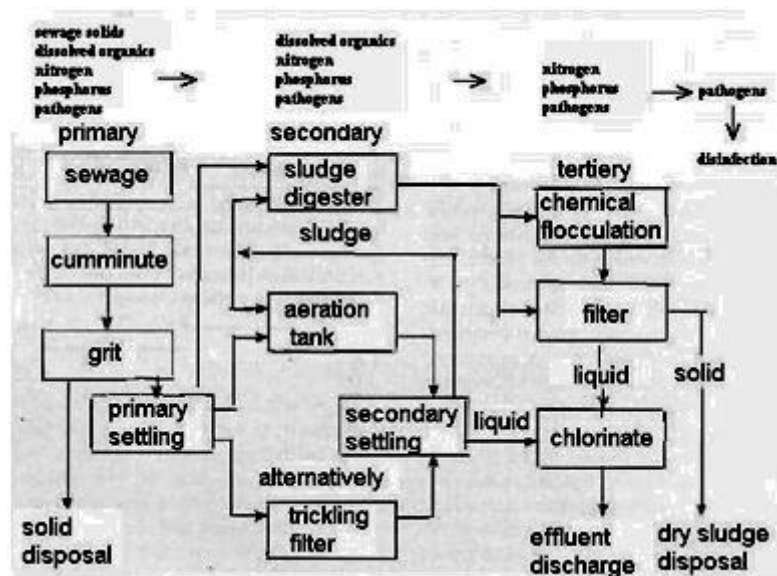 sewage solids
dissolved organics
nitrogen
phosphorus
pathogens
dissolved organics
nitrogen
phosphorus
pathogens
nitrogen
phosphorus
pathogens
pathogens
disinfection
primary
secondary
tertiery
sewage
cumminute
grit
primary
settling
solid
disposal
sludge
digester
sludge
aeration
tank
secondary
settling
liquid
alternatively
trickling
filter
chemical
flocculation
filter
liquid
solid
chlorinate
effluent
discharge
dry sludge
disposal